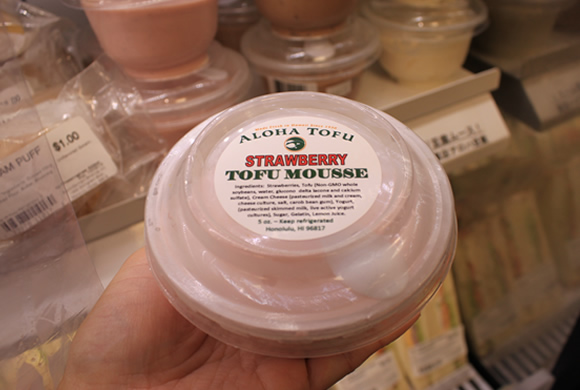 ALOHA TOFU
STRAWBERRY
TOFU MOUSSE
Ingredients: Strawberries, Tofu (Non-GMO whole
soybeans, water, glucono delta lactone and calcium
sulfate), Cream Cheese (pasteurized milk and cream,
cheese culture, salt, carob bean gum), Yogurt,
(pasteurized skimmed milk, live active yogurt
cultures), Sugar, Gelatin, Lemon Juice.
5 oz. – Keep refrigerated
Honolulu, HI 96817
$1.00
AM PUFF